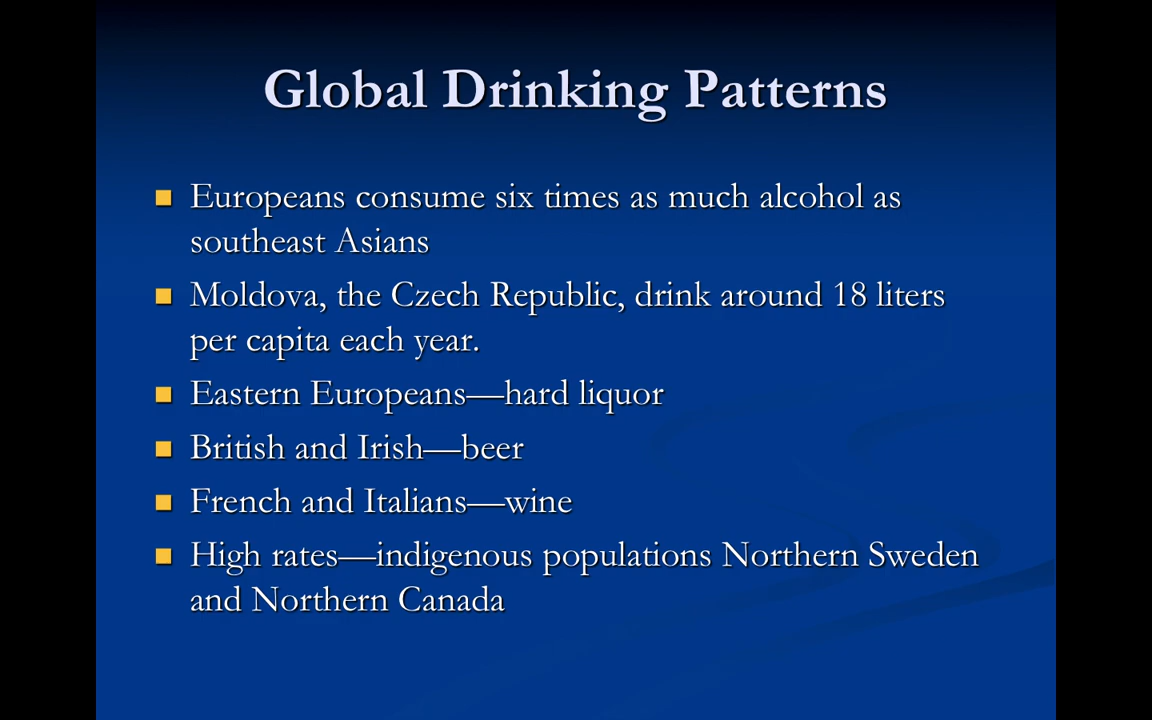 Global Drinking Patterns
Europeans consume six times as much alcohol as
southeast Asians
Moldova, the Czech Republic, drink around 18 liters
per capita each year.
Eastern Europeans—hard liquor
British and Irish—beer
French and Italians—wine
High rates—indigenous populations Northern Sweden
and Northern Canada